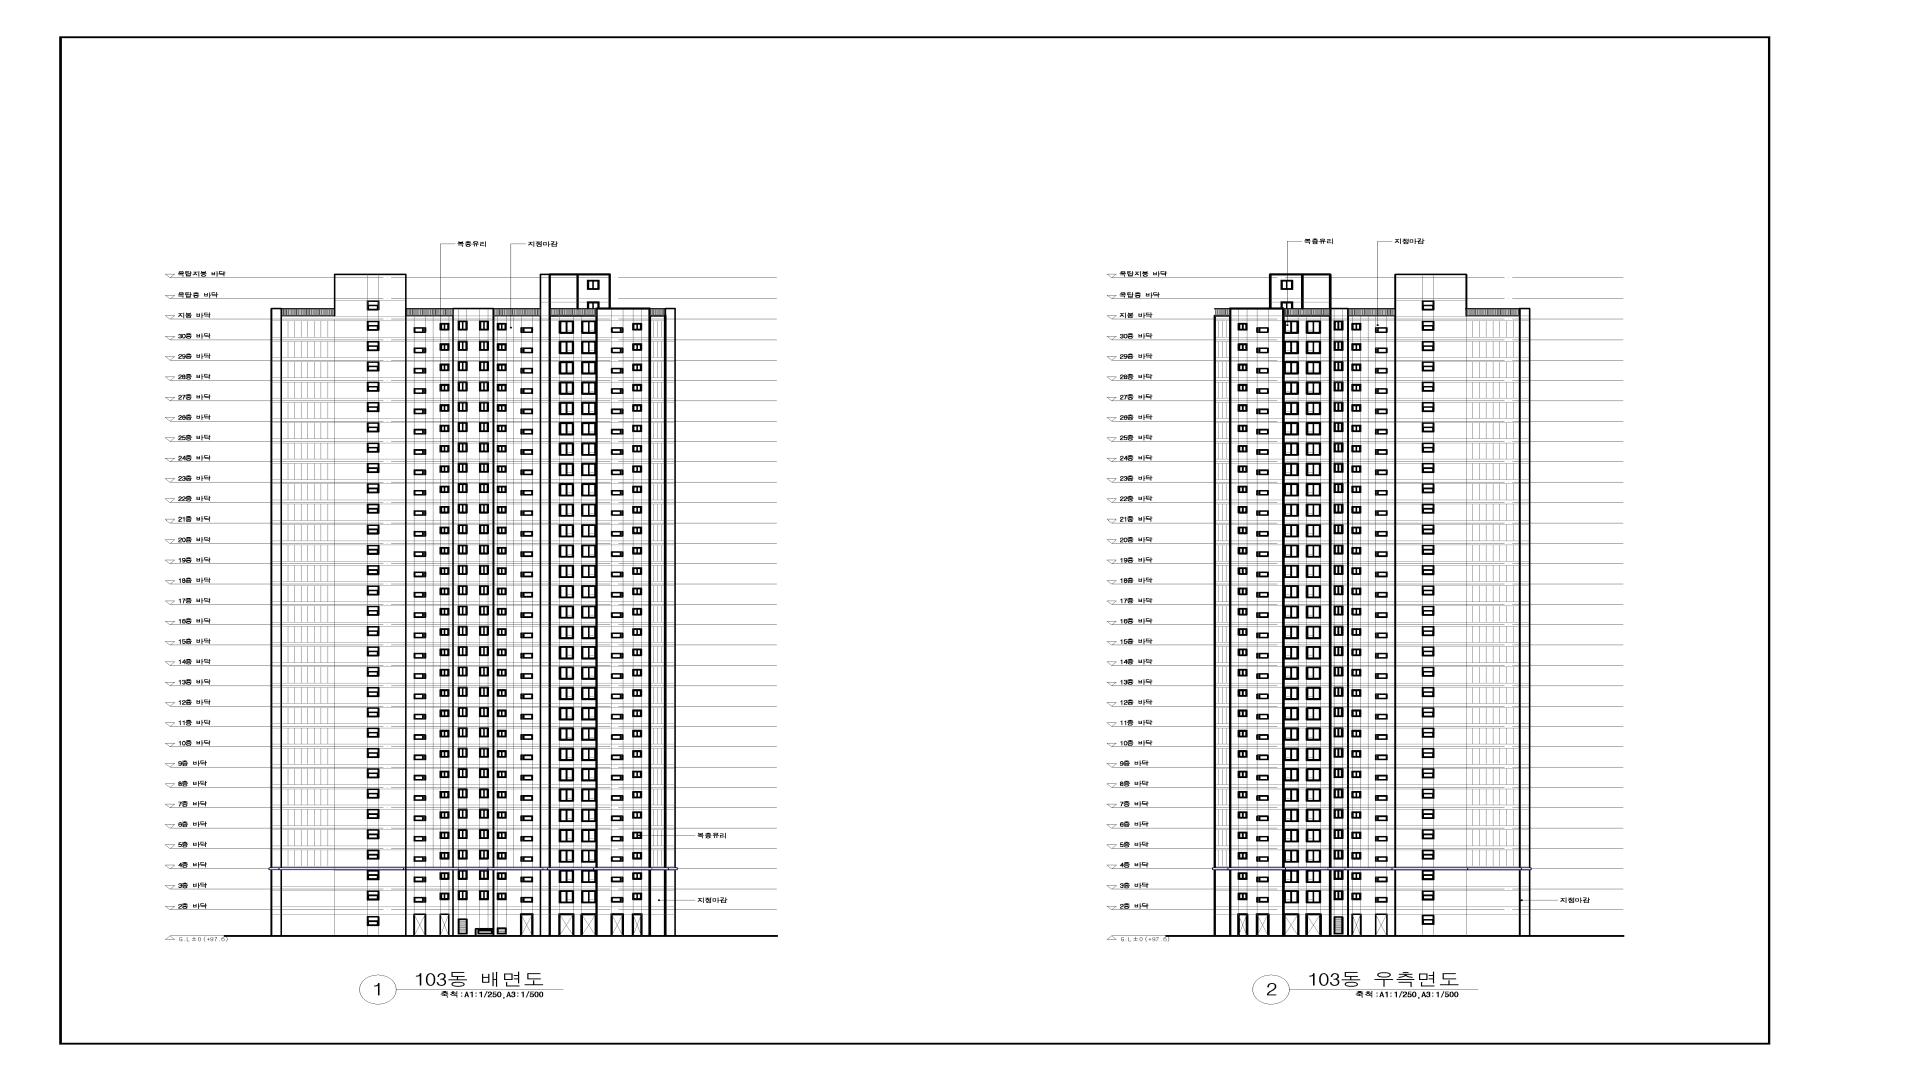 복층유리 지정마감
옥탑지붕 바닥
옥탑층 바닥
지붕 바닥
30층 바닥
29층 바닥
28층 바닥
27층 바닥
26층 바닥
25층 바닥
24층 바닥
23층 바닥
22층 바닥
21층 바닥
20층 바닥
19층 바닥
18층 바닥
17층 바닥
16층 바닥
15층 바닥
14층 바닥
13층 바닥
12층 바닥
11층 바닥
10층 바닥
9층 바닥
8층 바닥
7층 바닥
6층 바닥
복층유리
5층 바닥
4층 바닥
3층 바닥
지정마감
2층 바닥
G.L ±0(+97.6)
1 103동 배면도
축척 : A1: 1/250, A3: 1/500
복층유리 지정마감
옥탑지붕 바닥
옥탑층 바닥
지붕 바닥
30층 바닥
29층 바닥
28층 바닥
27층 바닥
26층 바닥
25층 바닥
24층 바닥
23층 바닥
22층 바닥
21층 바닥
20층 바닥
19층 바닥
18층 바닥
17층 바닥
16층 바닥
15층 바닥
14층 바닥
13층 바닥
12층 바닥
11층 바닥
10층 바닥
9층 바닥
8층 바닥
7층 바닥
6층 바닥
5층 바닥
4층 바닥
3층 바닥
지정마감
2층 바닥
G.L ±0(+97.6)
2 103동 우측면도
축척 : A1: 1/250, A3: 1/500